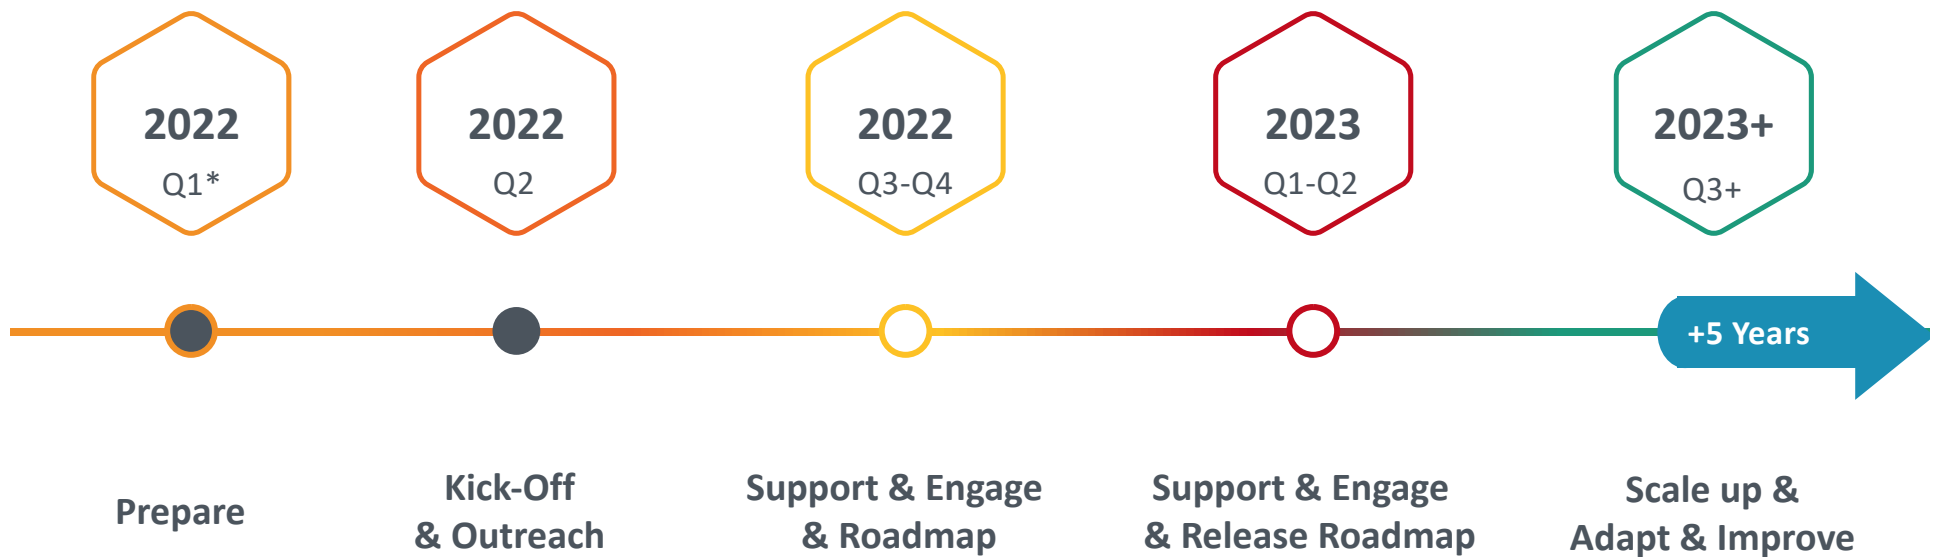 2022
Q1*
2022
Q2
2022
Q3-Q4
2023
Q1-Q2
2023+
Q3+
+5 Years
Prepare
Kick-Off
& Outreach
Support & Engage
& Roadmap
Support & Engage
& Release Roadmap
Scale up &
Adapt & Improve